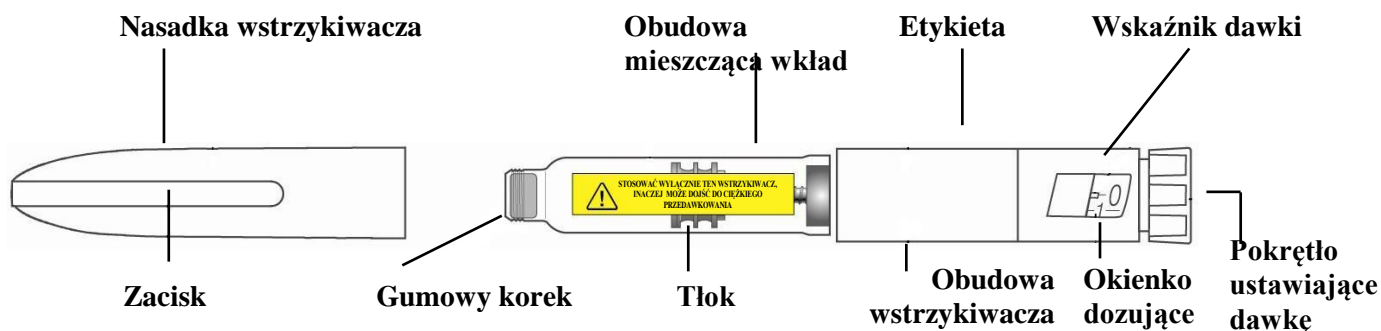 Nasadka wstrzykiwacza
Obudowa
mieszcząca wkład
Etykieta
Wskaźnik dawki
STOSOWAĆ WYŁĄCZNIE TEN WSTRZYKIWACZ,
INACZEJ MOŻE DOJŚĆ DO CIĘŻKIEGO
PRZEDAWKOWANIA
0
1
Zacisk
Gumowy korek
Tłok
Obudowa
wstrzykiwacza
Okienko
dozujące
Pokrętło
ustawiające
dawkę